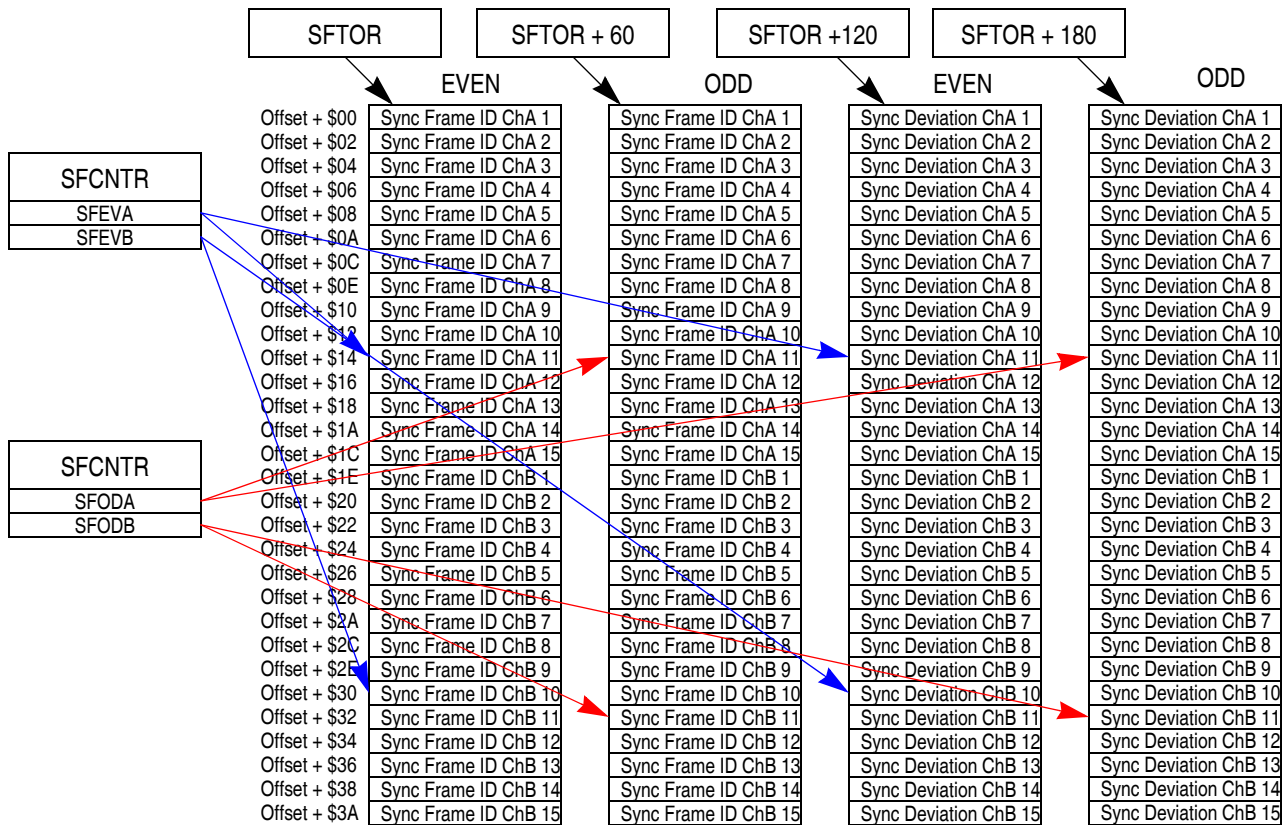 SFTOR SFTOR + 60 SFTOR +120 SFTOR + 180
EVEN ODD EVEN ODD
Offset + $00 Sync Frame ID ChA 1 Sync Frame ID ChA 1 Sync Deviation ChA 1 Sync Deviation ChA 1
Offset + $02 Sync Frame ID ChA 2 Sync Frame ID ChA 2 Sync Deviation ChA 2 Sync Deviation ChA 2
Offset + $04 Sync Frame ID ChA 3 Sync Frame ID ChA 3 Sync Deviation ChA 3 Sync Deviation ChA 3
SFCNTR
Offset + $06 Sync Frame ID ChA 4 Sync Frame ID ChA 4 Sync Deviation ChA 4 Sync Deviation ChA 4
SFEVA Offset + $08 Sync Frame ID ChA 5 Sync Frame ID ChA 5 Sync Deviation ChA 5 Sync Deviation ChA 5
SFEVB Offset + $0A Sync Frame ID ChA 6 Sync Frame ID ChA 6 Sync Deviation ChA 6 Sync Deviation ChA 6
Offset + $0C Sync Frame ID ChA 7 Sync Frame ID ChA 7 Sync Deviation ChA 7 Sync Deviation ChA 7
Offset + $0E Sync Frame ID ChA 8 Sync Frame ID ChA 8 Sync Deviation ChA 8 Sync Deviation ChA 8
Offset + $10 Sync Frame ID ChA 9 Sync Frame ID ChA 9 Sync Deviation ChA 9 Sync Deviation ChA 9
Offset + $12 Sync Frame ID ChA 10 Sync Frame ID ChA 10 Sync Deviation ChA 10 Sync Deviation ChA 10
Offset + $14 Sync Frame ID ChA 11 Sync Frame ID ChA 11 Sync Deviation ChA 11 Sync Deviation ChA 11
Offset + $16 Sync Frame ID ChA 12 Sync Frame ID ChA 12 Sync Deviation ChA 12 Sync Deviation ChA 12
Offset + $18 Sync Frame ID ChA 13 Sync Frame ID ChA 13 Sync Deviation ChA 13 Sync Deviation ChA 13
Offset + $1A Sync Frame ID ChA 14 Sync Frame ID ChA 14 Sync Deviation ChA 14 Sync Deviation ChA 14
Offset + $1C Sync Frame ID ChA 15 Sync Frame ID ChA 15 Sync Deviation ChA 15 Sync Deviation ChA 15
SFCNTR
Offset + $1E Sync Frame ID ChB 1 Sync Frame ID ChB 1 Sync Deviation ChB 1 Sync Deviation ChB 1
SFODA Offset + $20 Sync Frame ID ChB 2 Sync Frame ID ChB 2 Sync Deviation ChB 2 Sync Deviation ChB 2
SFODB Offset + $22 Sync Frame ID ChB 3 Sync Frame ID ChB 3 Sync Deviation ChB 3 Sync Deviation ChB 3
Offset + $24 Sync Frame ID ChB 4 Sync Frame ID ChB 4 Sync Deviation ChB 4 Sync Deviation ChB 4
Offset + $26 Sync Frame ID ChB 5 Sync Frame ID ChB 5 Sync Deviation ChB 5 Sync Deviation ChB 5
Offset + $28 Sync Frame ID ChB 6 Sync Frame ID ChB 6 Sync Deviation ChB 6 Sync Deviation ChB 6
Offset + $2A Sync Frame ID ChB 7 Sync Frame ID ChB 7 Sync Deviation ChB 7 Sync Deviation ChB 7
Offset + $2C Sync Frame ID ChB 8 Sync Frame ID ChB 8 Sync Deviation ChB 8 Sync Deviation ChB 8
Offset + $2E Sync Frame ID ChB 9 Sync Frame ID ChB 9 Sync Deviation ChB 9 Sync Deviation ChB 9
Offset + $30 Sync Frame ID ChB 10 Sync Frame ID ChB 10 Sync Deviation ChB 10 Sync Deviation ChB 10
Offset + $32 Sync Frame ID ChB 11 Sync Frame ID ChB 11 Sync Deviation ChB 11 Sync Deviation ChB 11
Offset + $34 Sync Frame ID ChB 12 Sync Frame ID ChB 12 Sync Deviation ChB 12 Sync Deviation ChB 12
Offset + $36 Sync Frame ID ChB 13 Sync Frame ID ChB 13 Sync Deviation ChB 13 Sync Deviation ChB 13
Offset + $38 Sync Frame ID ChB 14 Sync Frame ID ChB 14 Sync Deviation ChB 14 Sync Deviation ChB 14
Offset + $3A Sync Frame ID ChB 15 Sync Frame ID ChB 15 Sync Deviation ChB 15 Sync Deviation ChB 15